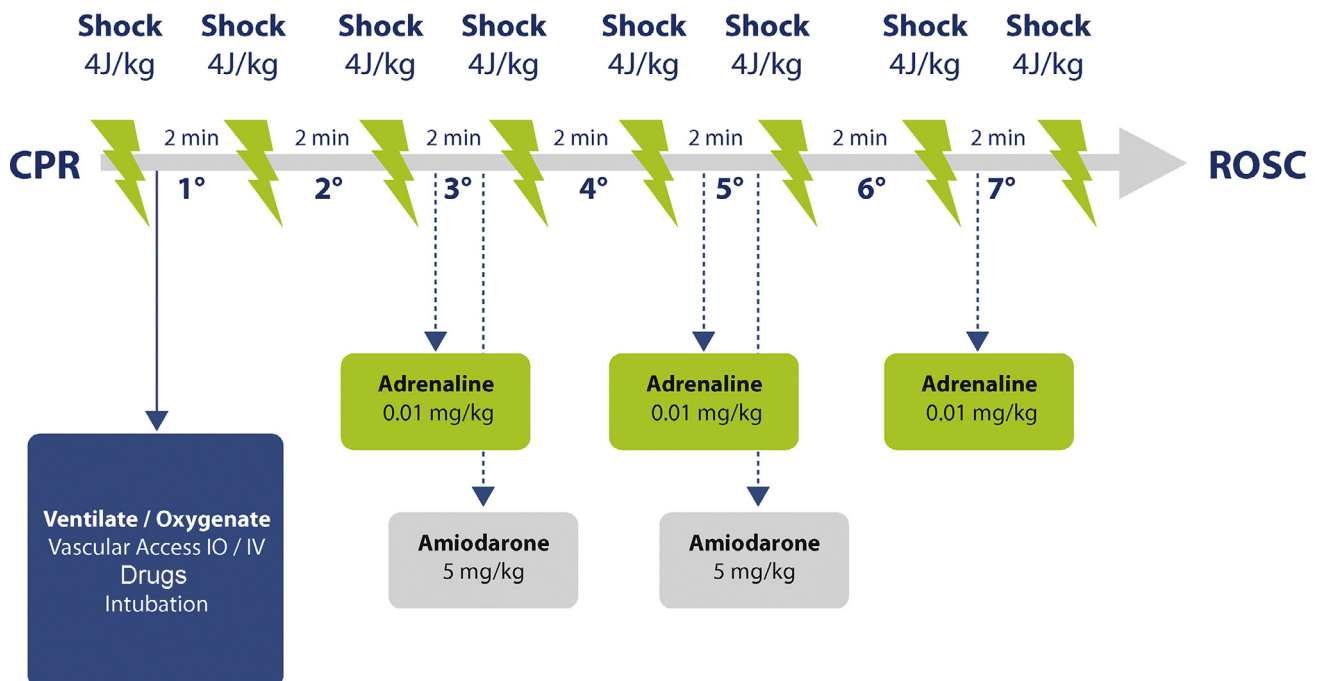 Shock Shock Shock Shock Shock Shock Shock Shock
4J/kg 4J/kg 4J/kg 4J/kg 4J/kg 4J/kg 4J/kg 4J/kg
2 min 2 min 2 min 2 min 2 min 2 min 2 min
CPR ROSC
1° 2° 3° 4° 5° 6° 7°
Adrenaline Adrenaline Adrenaline
0.01 mg/kg 0.01 mg/kg 0.01 mg/kg
Ventilate / Oxygenate
Vascular Access IO / IV
Drugs
Intubation
Amiodarone Amiodarone
5 mg/kg 5 mg/kg